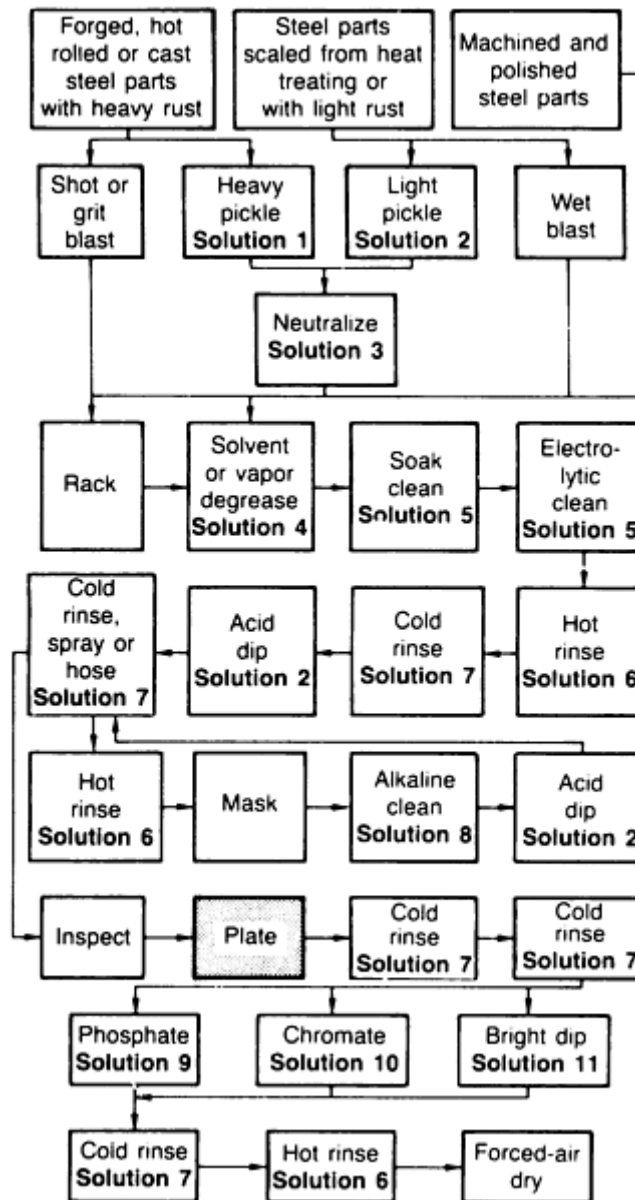 Forged, hot
rolled or cast
steel parts
with heavy rust
Steel parts
scaled from heat
treating or
with light rust
Machined and
polished
steel parts
Shot or
grit
blast
Heavy
pickle
Solution 1
Light
pickle
Solution 2
Wet
blast
Neutralize
Solution 3
Rack
Solvent
or vapor
degrease
Solution 4
Soak
clean
Solution 5
Electro-
lytic
clean
Solution 5
Cold
rinse,
spray or
hose
Solution 7
Acid
dip
Solution 2
Cold
rinse
Solution 7
Hot
rinse
Solution 6
Hot
rinse
Solution 6
Mask
Alkaline
clean
Solution 8
Acid
dip
Solution 2
Inspect
Plate
Cold
rinse
Solution 7
Cold
rinse
Solution 7
Phosphate
Solution 9
Chromate
Solution 10
Bright dip
Solution 11
Cold rinse
Solution 7
Hot rinse
Solution 6
Forced-air
dry